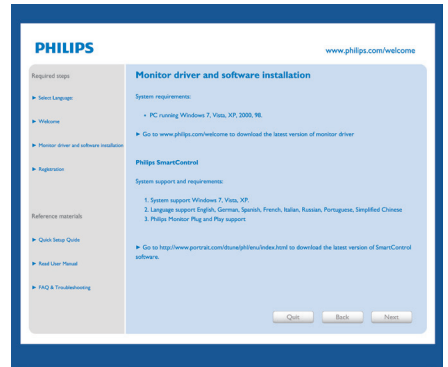 PHILIPS
www.philips.com/welcome
Required steps
► Select Language:
► Welcome
► Monitor driver and software installation
► Registration
Reference materials
► Quick Setup Guide
► Read User Manual
► FAQ & Troubleshooting
Monitor driver and software installation
System requirements:
• PC running Windows 7, Vista, XP, 2000, 98.
► Go to www.philips.com/welcome to download the latest version of monitor driver
Philips SmartControl
System support and requirements:
1. System support Windows 7, Vista, XP.
2. Language support English, German, Spanish, French, Italian, Russian, Portuguese, Simplified Chinese
3. Philips Monitor Plug and Play support
► Go to http://www.portrait.com/dtune/phl/enu/index.html to download the latest version of SmartControl
software.
Quit
Back
Next